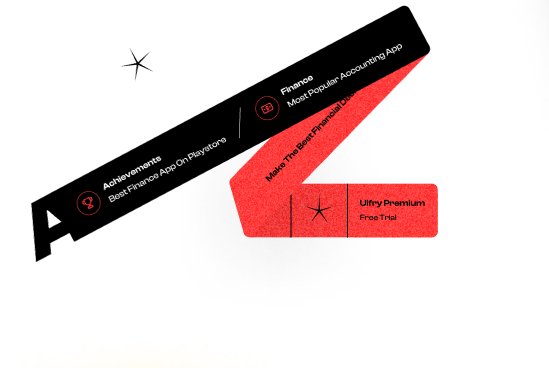 Achievements
Best Finance App On Playstore
Finance
Most Popular Accounting App
Make The Best Financial
Uifry Premium
Free Trial